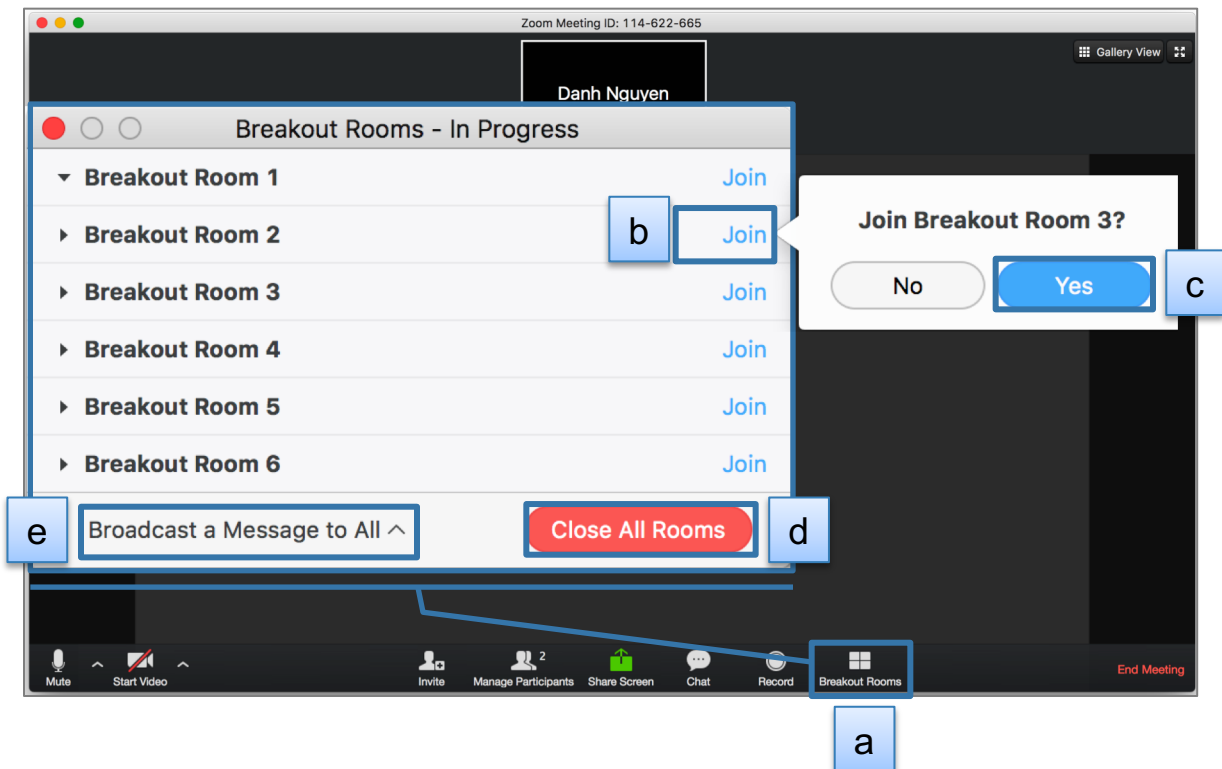 Zoom Meeting ID: 114-622-665
Gallery View
Danh Nguyen
Breakout Rooms - In Progress
Breakout Room 1 Join
b
Breakout Room 2 Join
Join Breakout Room 3?
Breakout Room 3 Join
No Yes
c
Breakout Room 4 Join
Breakout Room 5 Join
Breakout Room 6 Join
e
Broadcast a Message to All
Close All Rooms
d
2
Mute Start Video Invite Manage Participants Share Screen Chat Record Breakout Rooms End Meeting
a